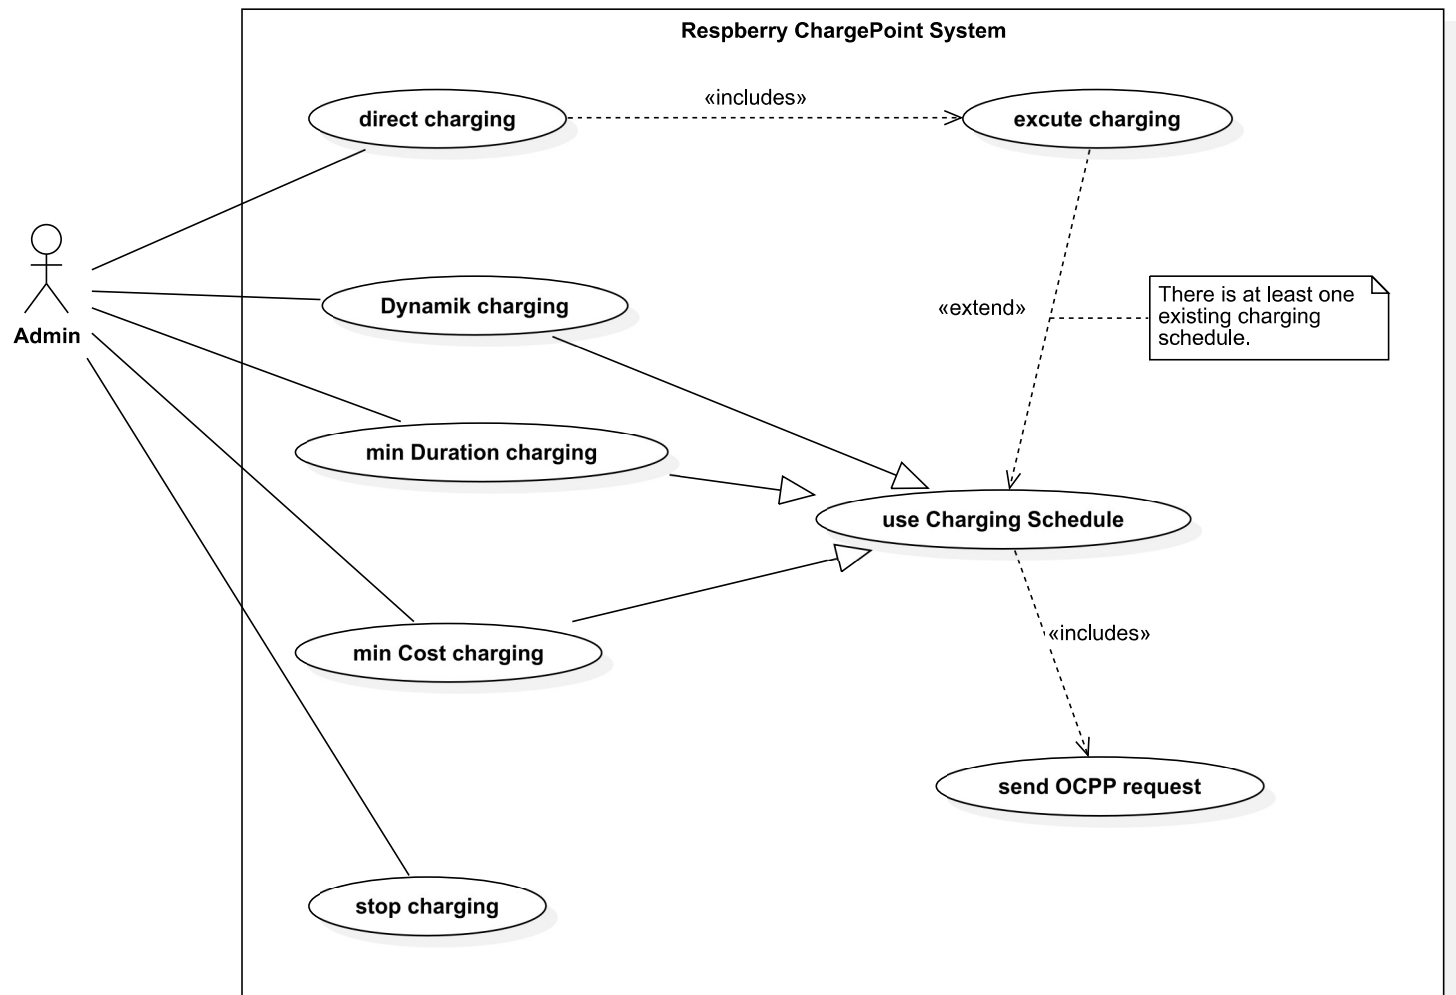 Respberry ChargePoint System
direct charging
«includes»
excute charging
Admin
Dynamik charging
«extend»
There is at least one
existing charging
schedule.
min Duration charging
use Charging Schedule
min Cost charging
«includes»
send OCPP request
stop charging